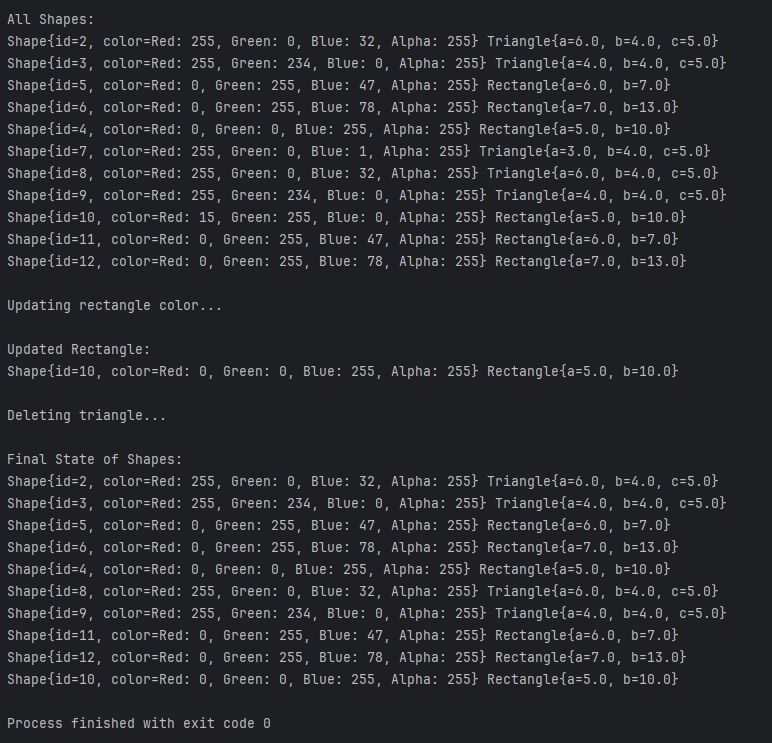 All Shapes:
Shape{id=2, color=Red: 255, Green: 0, Blue: 32, Alpha: 255} Triangle{a=6.0, b=4.0, c=5.0}
Shape{id=3, color=Red: 255, Green: 234, Blue: 0, Alpha: 255} Triangle{a=4.0, b=4.0, c=5.0}
Shape{id=5, color=Red: 0, Green: 255, Blue: 47, Alpha: 255} Rectangle{a=6.0, b=7.0}
Shape{id=6, color=Red: 0, Green: 255, Blue: 78, Alpha: 255} Rectangle{a=7.0, b=13.0}
Shape{id=4, color=Red: 0, Green: 0, Blue: 255, Alpha: 255} Rectangle{a=5.0, b=10.0}
Shape{id=7, color=Red: 255, Green: 0, Blue: 1, Alpha: 255} Triangle{a=3.0, b=4.0, c=5.0}
Shape{id=8, color=Red: 255, Green: 0, Blue: 32, Alpha: 255} Triangle{a=6.0, b=4.0, c=5.0}
Shape{id=9, color=Red: 255, Green: 234, Blue: 0, Alpha: 255} Triangle{a=4.0, b=4.0, c=5.0}
Shape{id=10, color=Red: 15, Green: 255, Blue: 0, Alpha: 255} Rectangle{a=5.0, b=10.0}
Shape{id=11, color=Red: 0, Green: 255, Blue: 47, Alpha: 255} Rectangle{a=6.0, b=7.0}
Shape{id=12, color=Red: 0, Green: 255, Blue: 78, Alpha: 255} Rectangle{a=7.0, b=13.0}
Updating rectangle color...
Updated Rectangle:
Shape{id=10, color=Red: 0, Green: 0, Blue: 255, Alpha: 255} Rectangle{a=5.0, b=10.0}
Deleting triangle...
Final State of Shapes:
Shape{id=2, color=Red: 255, Green: 0, Blue: 32, Alpha: 255} Triangle{a=6.0, b=4.0, c=5.0}
Shape{id=3, color=Red: 255, Green: 234, Blue: 0, Alpha: 255} Triangle{a=4.0, b=4.0, c=5.0}
Shape{id=5, color=Red: 0, Green: 255, Blue: 47, Alpha: 255} Rectangle{a=6.0, b=7.0}
Shape{id=6, color=Red: 0, Green: 255, Blue: 78, Alpha: 255} Rectangle{a=7.0, b=13.0}
Shape{id=4, color=Red: 0, Green: 0, Blue: 255, Alpha: 255} Rectangle{a=5.0, b=10.0}
Shape{id=8, color=Red: 255, Green: 0, Blue: 32, Alpha: 255} Triangle{a=6.0, b=4.0, c=5.0}
Shape{id=9, color=Red: 255, Green: 234, Blue: 0, Alpha: 255} Triangle{a=4.0, b=4.0, c=5.0}
Shape{id=11, color=Red: 0, Green: 255, Blue: 47, Alpha: 255} Rectangle{a=6.0, b=7.0}
Shape{id=12, color=Red: 0, Green: 255, Blue: 78, Alpha: 255} Rectangle{a=7.0, b=13.0}
Shape{id=10, color=Red: 0, Green: 0, Blue: 255, Alpha: 255} Rectangle{a=5.0, b=10.0}
Process finished with exit code 0